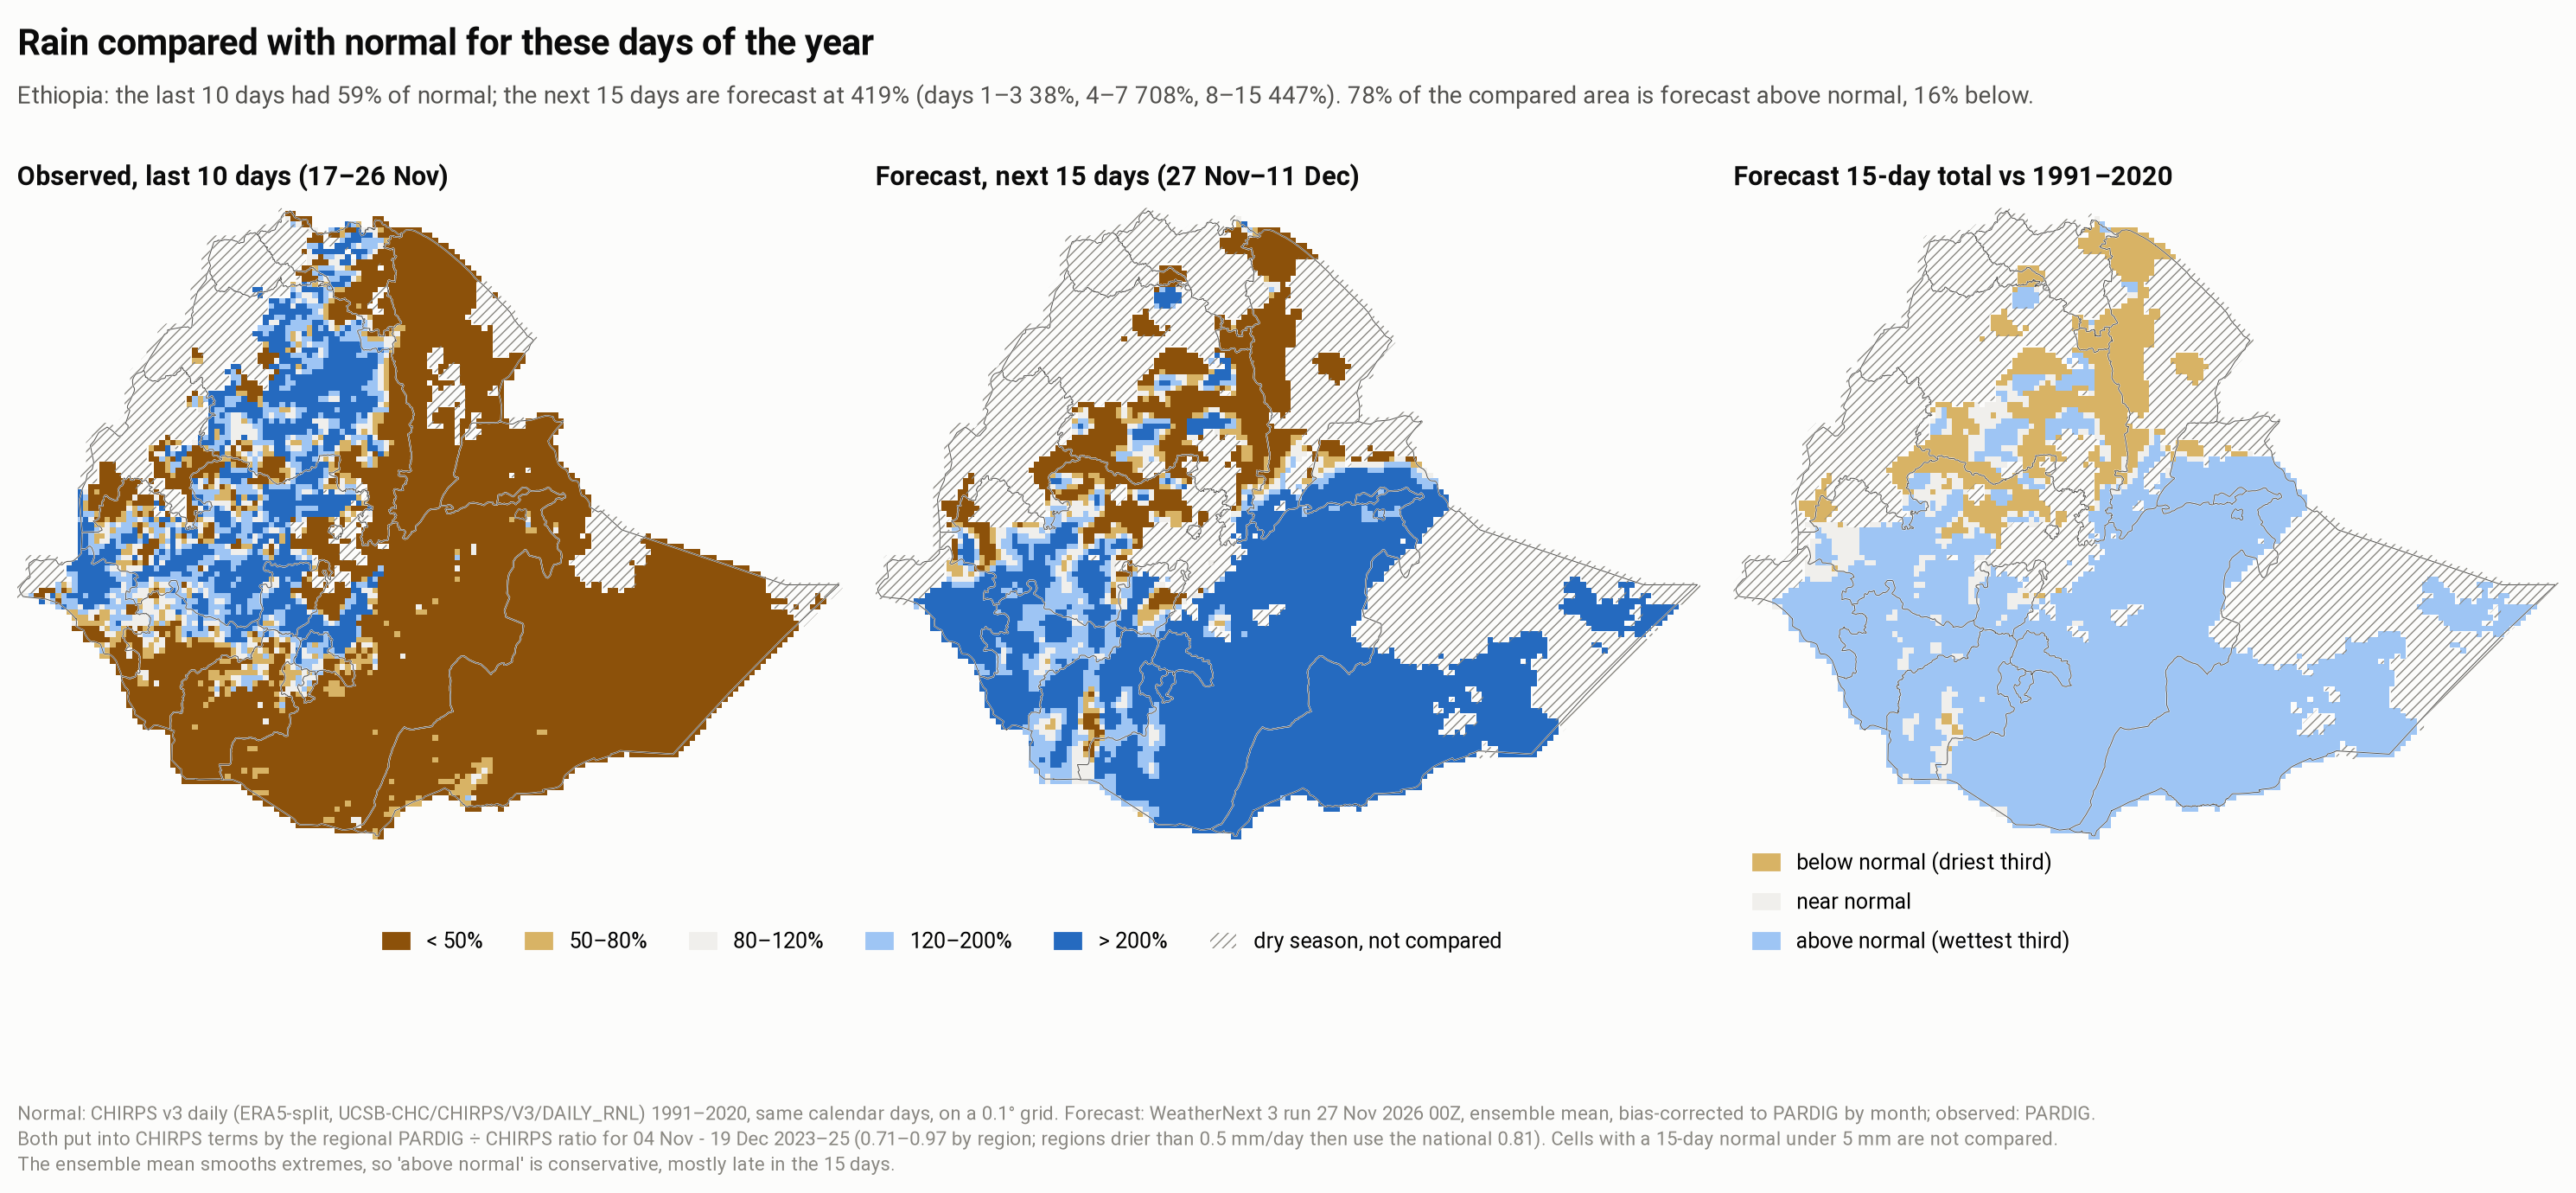 Rain compared with normal for these days of the year
Ethiopia: the last 10 days had 59% of normal; the next 15 days are forecast at 419% (days 1–3 38%, 4–7 708%, 8–15 447%). 78% of the compared area is forecast above normal, 16% below.
Observed, last 10 days (17–26 Nov)
Forecast, next 15 days (27 Nov–11 Dec)
Forecast 15-day total vs 1991–2020
below normal (driest third)
near normal
above normal (wettest third)
< 50%
50–80%
80–120%
120–200%
> 200%
dry season, not compared
Normal: CHIRPS v3 daily (ERA5-split, UCSB-CHC/CHIRPS/V3/DAILY_RNL) 1991–2020, same calendar days, on a 0.1° grid. Forecast: WeatherNext 3 run 27 Nov 2026 00Z, ensemble mean, bias-corrected to PARDIG by month; observed: PARDIG.
Both put into CHIRPS terms by the regional PARDIG ÷ CHIRPS ratio for 04 Nov - 19 Dec 2023–25 (0.71–0.97 by region; regions drier than 0.5 mm/day then use the national 0.81). Cells with a 15-day normal under 5 mm are not compared.
The ensemble mean smooths extremes, so 'above normal' is conservative, mostly late in the 15 days.